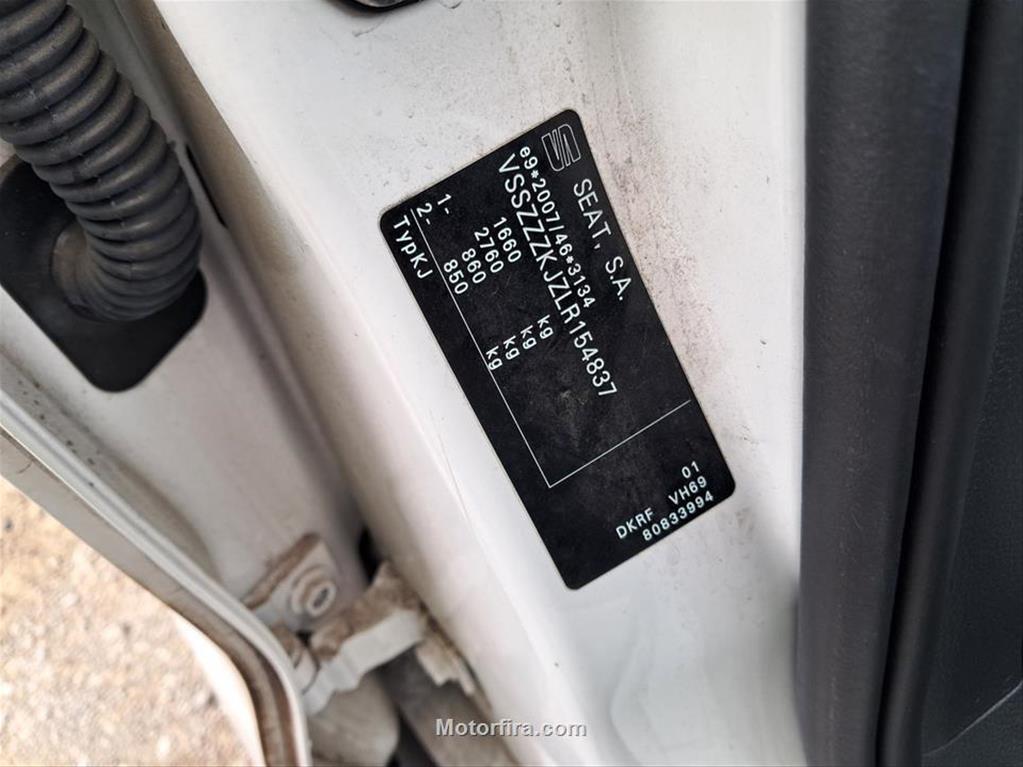 SEAT, S.A.
e9*2007/46*3134
VSSZZZKJZLR154837
1660 kg
2760 kg
1- 860 kg
2- 850 kg
TypKJ
01
DKRF VH69
80833994
Motorfira.com